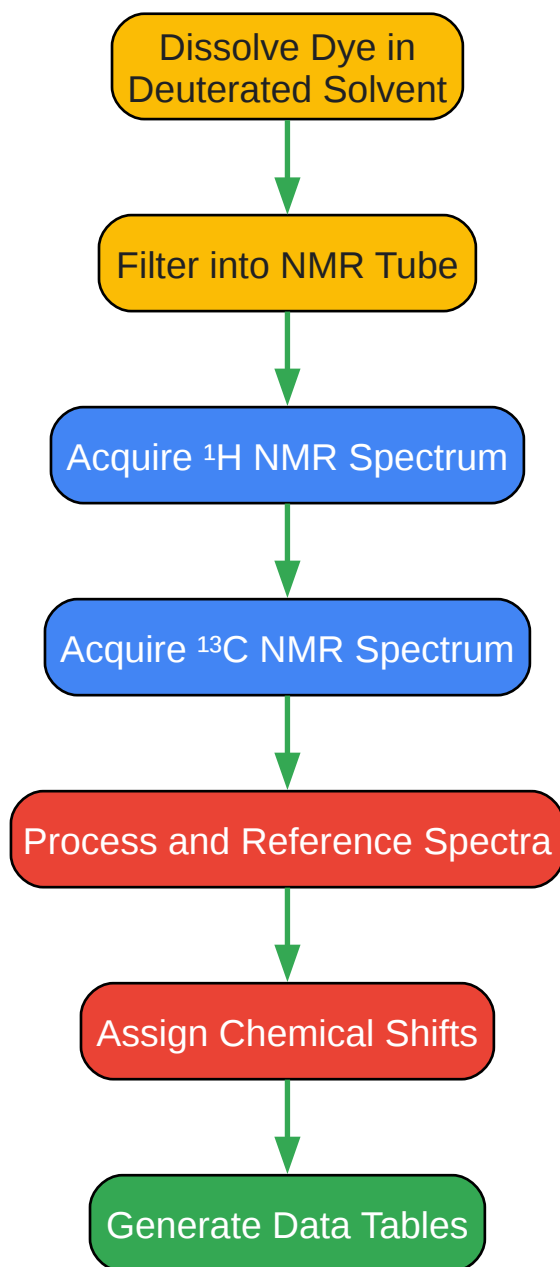 Dissolve Dye in
Deuterated Solvent
Filter into NMR Tube
Acquire ¹H NMR Spectrum
Acquire ¹³C NMR Spectrum
Process and Reference Spectra
Assign Chemical Shifts
Generate Data Tables